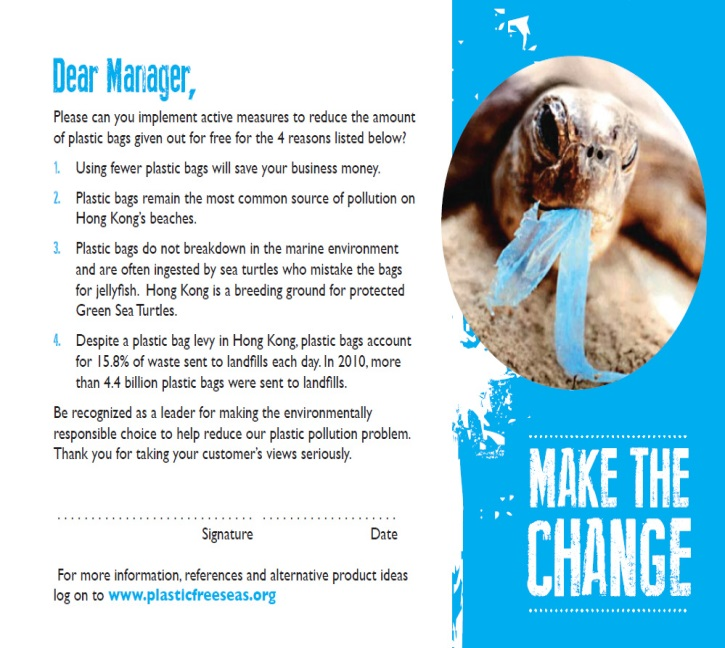 Dear Manager,
Please can you implement active measures to reduce the amount
of plastic bags given out for free for the 4 reasons listed below?
1. Using fewer plastic bags will save your business money.
2. Plastic bags remain the most common source of pollution on
Hong Kong's beaches.
3. Plastic bags do not breakdown in the marine environment
and are often ingested by sea turtles who mistake the bags
for jellyfish. Hong Kong is a breeding ground for protected
Green Sea Turtles.
4. Despite a plastic bag levy in Hong Kong, plastic bags account
for 15.8% of waste sent to landfills each day. In 2010, more
than 4.4 billion plastic bags were sent to landfills.
Be recognized as a leader for making the environmentally
responsible choice to help reduce our plastic pollution problem.
Thank you for taking your customer's views seriously.
Signature Date
For more information, references and alternative product ideas
log on to www.plasticfreeseas.org
MAKE THE
CHANGE